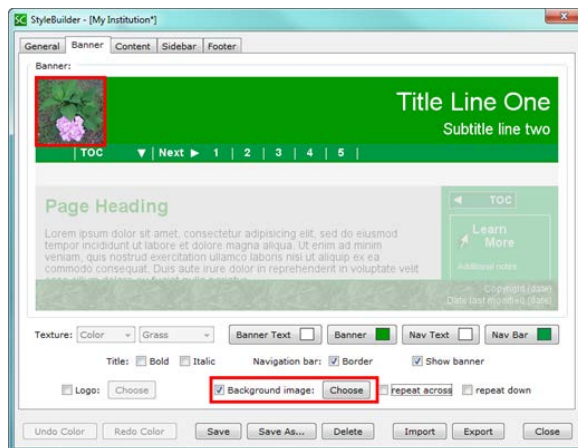 StyleBuilder - [My Institution*]
General Banner Content Sidebar Footer
Banner:
Title Line One
Subtitle line two
| TOC ▼ | Next ► 1 | 2 | 3 | 4 | 5 |
Page Heading
Lorem ipsum dolor sit amet, consectetur adipisicing elit, sed do eiusmod
tempor incididunt ut labore et dolore magna aliqua. Ut enim ad minim
veniam, quis nostrud exercitation ullamco laboris nisi ut aliquip ex ea
commodo consequat. Duis aute irure dolor in reprehenderit in voluptate velit
◄ TOC
Learn
More
Additional notes
Copyright (date)
Date last modified (date)
Texture: Color Grass Banner Text Banner Nav Text Nav Bar
Title: Bold Italic Navigation bar: Border Show banner
Logo: Choose Background image: Choose repeat across repeat down
Undo Color Redo Color Save Save As... Delete Import Export Close